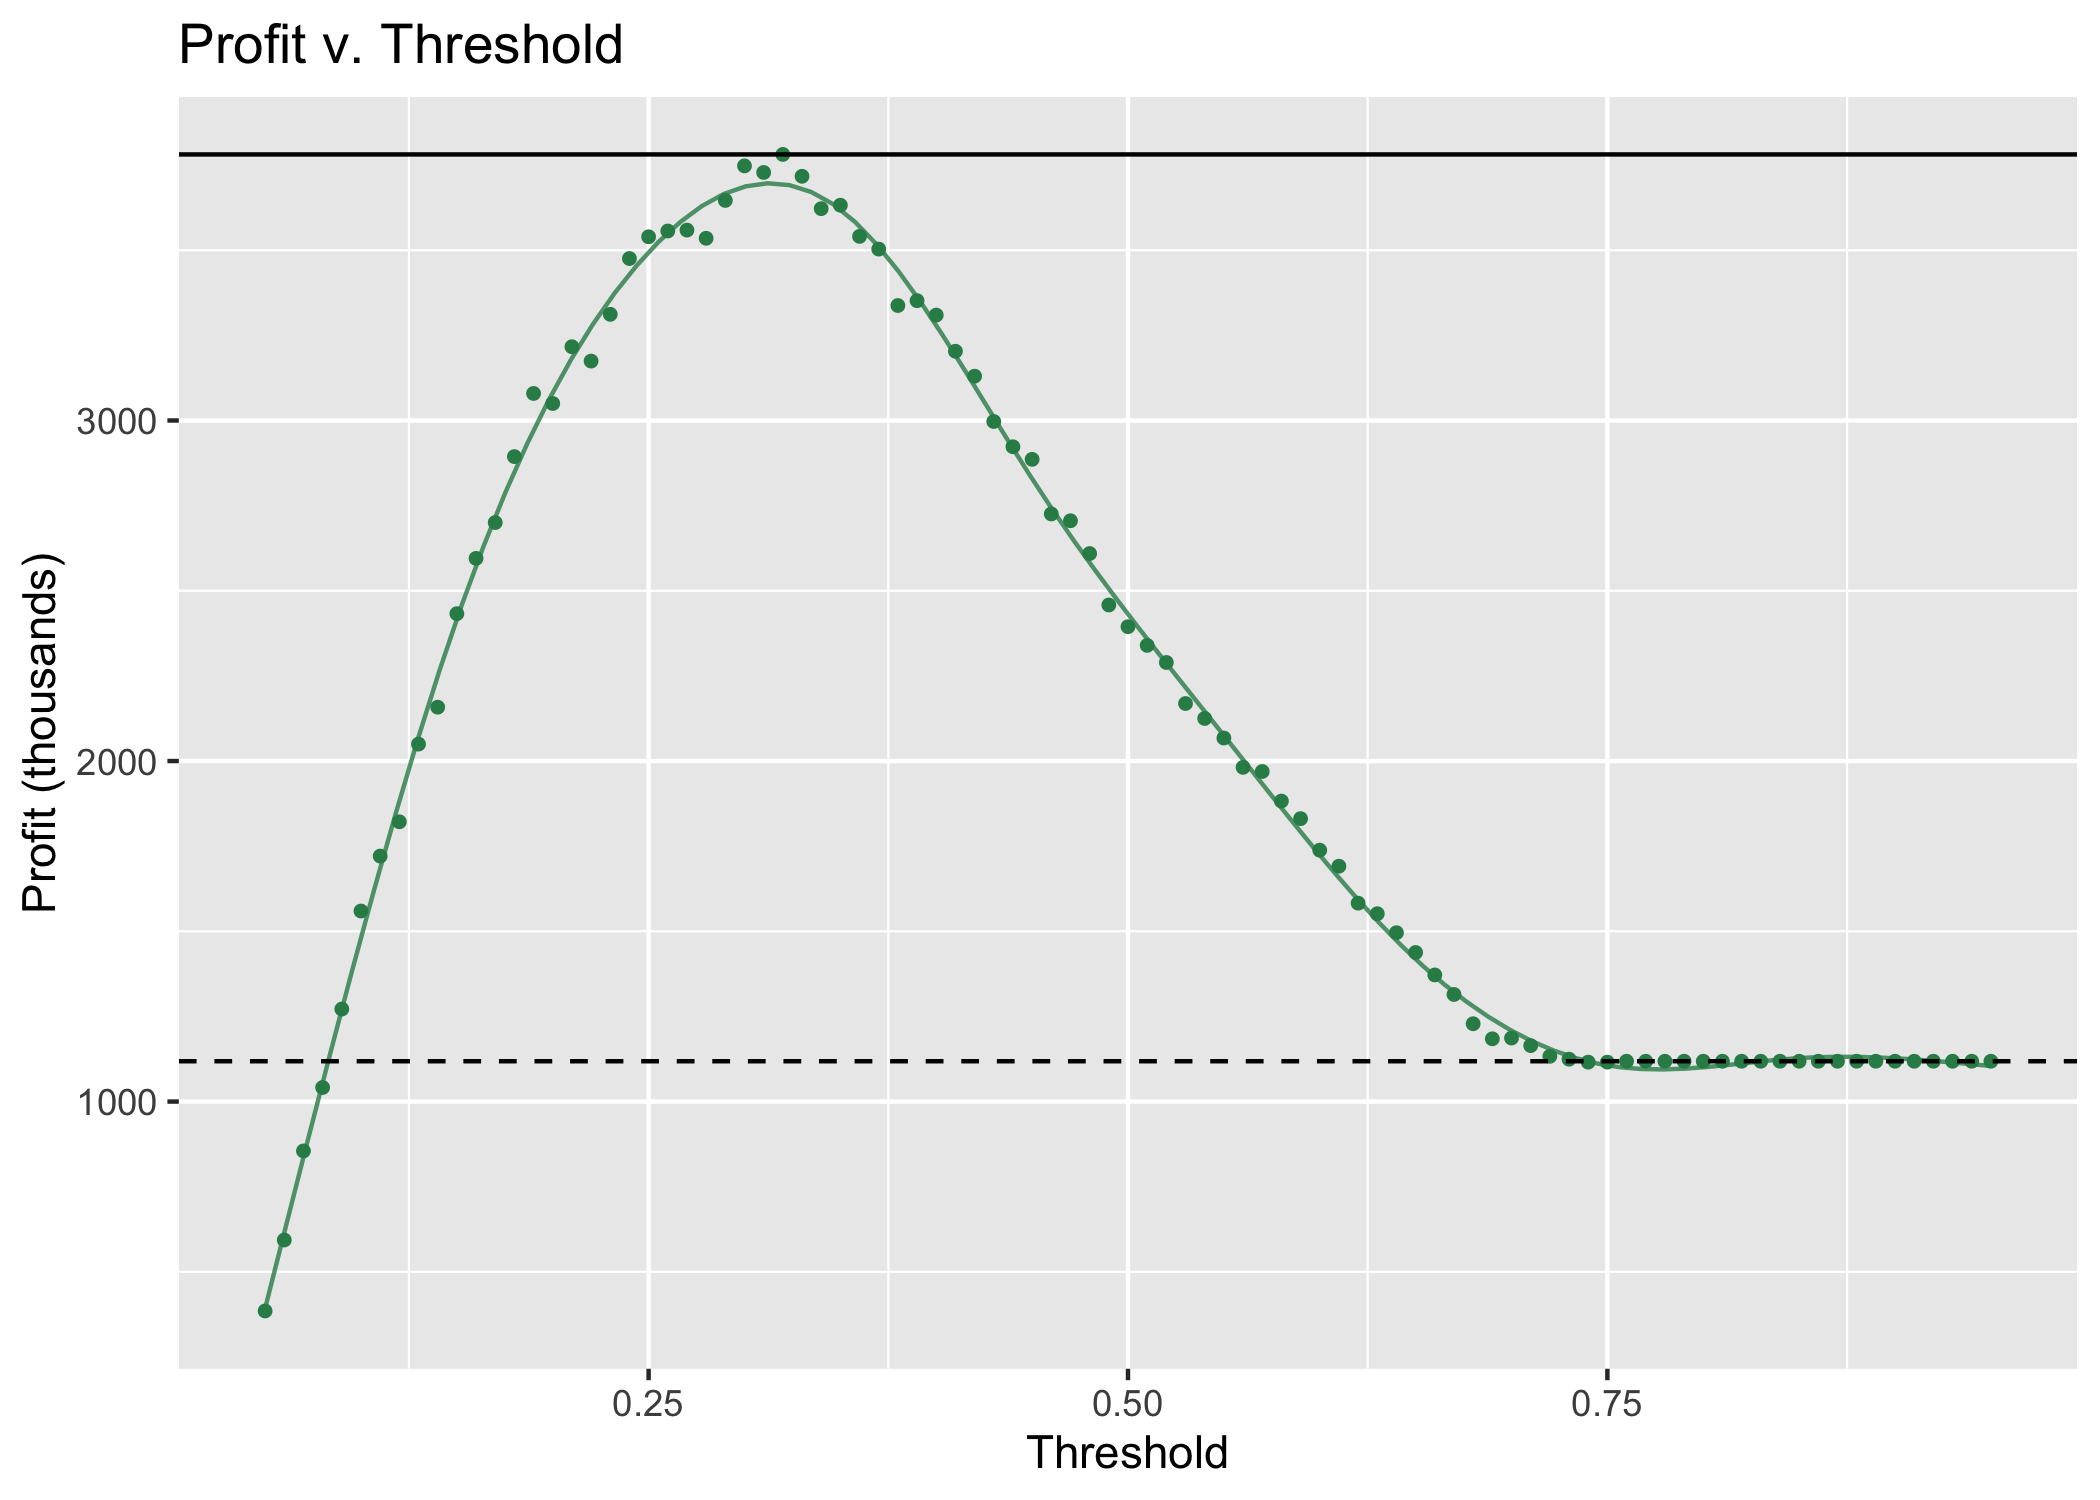 Profit v. Threshold
Profit (thousands)
3000
2000
1000
0.25
0.50
0.75
Threshold